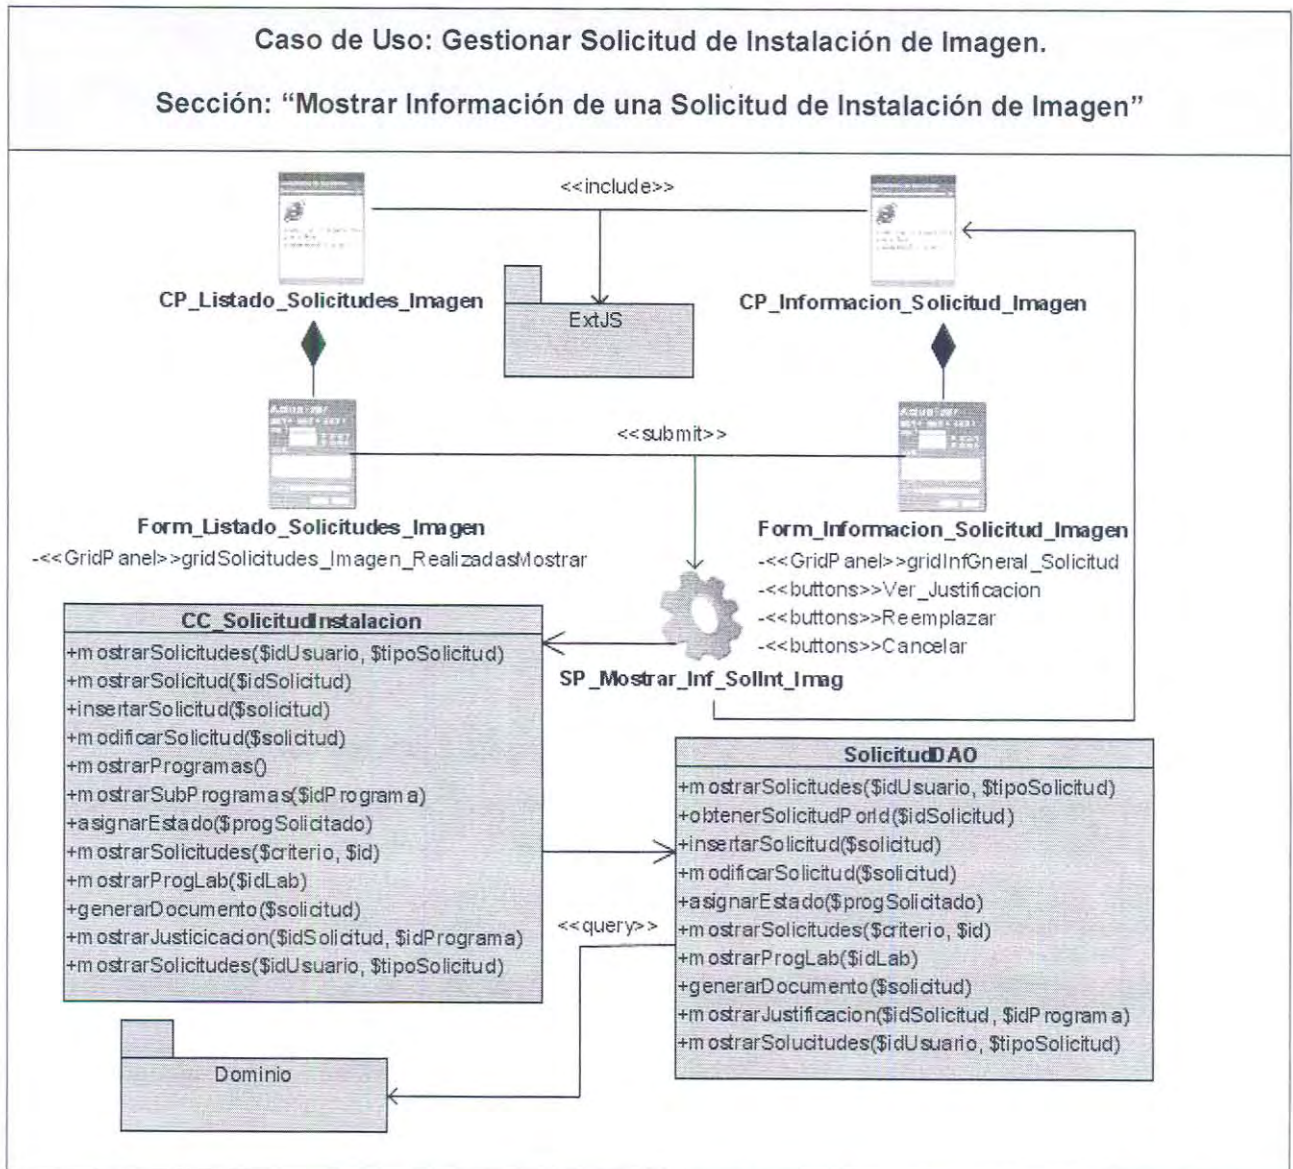 Caso de Uso: Gestionar Solicitud de Instalación de Imagen.
Sección: “Mostrar Información de una Solicitud de Instalación de Imagen”
<<include>>
CP_Listado_Solicitudes_Imagen
CP_Informacion_Solicitud_Imagen
ExtJS
<<submit>>
Form_Listado_Solicitudes_Imagen
-<<GridPanel>>gridSolicitudes_Imagen_RealizadasMostrar
Form_Informacion_Solicitud_Imagen
-<<GridPanel>>gridInfGneral_Solicitud
-<<buttons>>Ver_Justificacion
-<<buttons>>Reemplazar
-<<buttons>>Cancelar
SP_Mostrar_Inf_SolInt_Imag
CC_SolicitudInstalacion
+mostrarSolicitudes($idUsuario, $tipoSolicitud)
+mostrarSolicitud($idSolicitud)
+insertarSolicitud($solicitud)
+modificarSolicitud($solicitud)
+mostrarProgramas()
+mostrarSubProgramas($idPrograma)
+asignarEstado($progSolicitado)
+mostrarSolicitudes($criterio, $id)
+mostrarProgLab($idLab)
+generarDocumento($solicitud)
+mostrarJusticicacion($idSolicitud, $idPrograma)
+mostrarSolicitudes($idUsuario, $tipoSolicitud)
SolicitudDAO
+mostrarSolicitudes($idUsuario, $tipoSolicitud)
+obtenerSolicitudPorId($idSolicitud)
+insertarSolicitud($solicitud)
+modificarSolicitud($solicitud)
+asignarEstado($progSolicitado)
+mostrarSolicitudes($criterio, $id)
+mostrarProgLab($idLab)
+generarDocumento($solicitud)
+mostrarJustificacion($idSolicitud, $idPrograma)
+mostrarSolucitudes($idUsuario, $tipoSolicitud)
<<query>>
Dominio